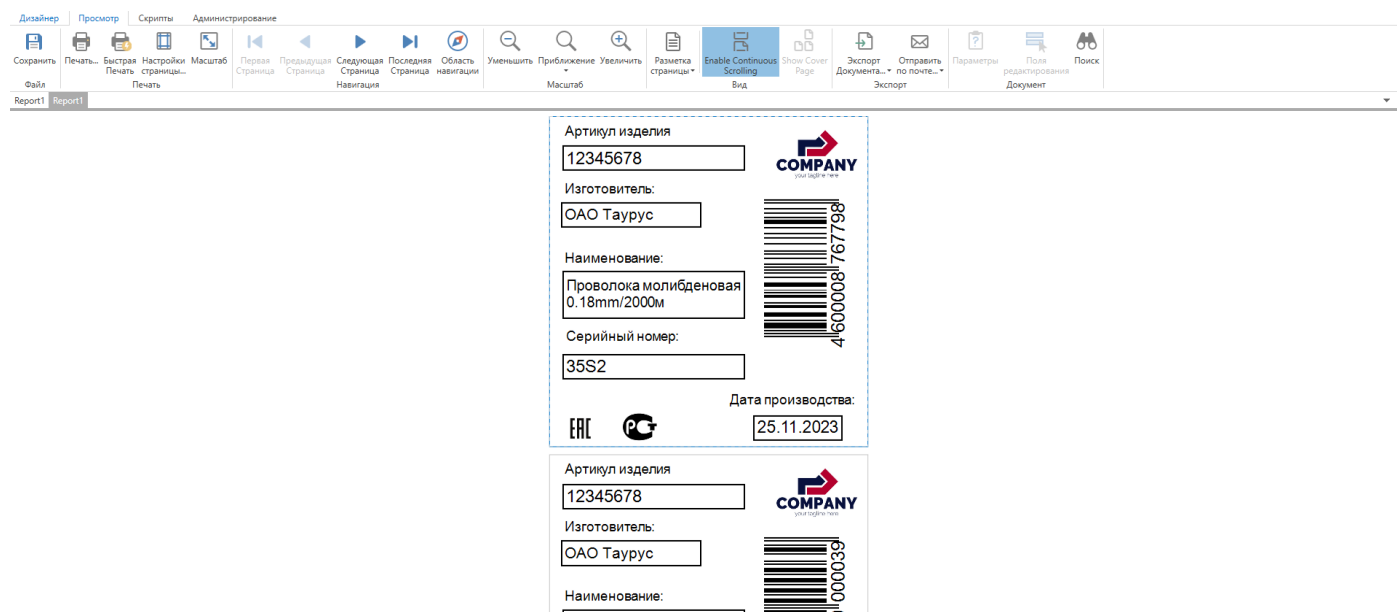 Дизайнер Просмотр Скрипты Администрирование
Сохранить Печать... Быстрая Печать Настройки страницы... Масштаб Первая Страница Предыдущая Страница Следующая Страница Последняя Страница Область навигации Уменьшить Приближение Увеличить Разметка страницы Enable Continuous Scrolling Show Cover Page Экспорт Документа... Отправить по почте... Параметры Поля редактирования Поиск
Файл Печать Навигация Масштаб Вид Экспорт Документ
Report1 Report1
Артикул изделия
12345678
COMPANY
your tagline here
Изготовитель:
ОАО Таурус
4600008767798
Наименование:
Проволока молибденовая
0.18mm/2000м
Серийный номер:
35S2
Дата производства:
25.11.2023
EAC
РСТ
Артикул изделия
12345678
COMPANY
your tagline here
Изготовитель:
ОАО Таурус
000039
Наименование: